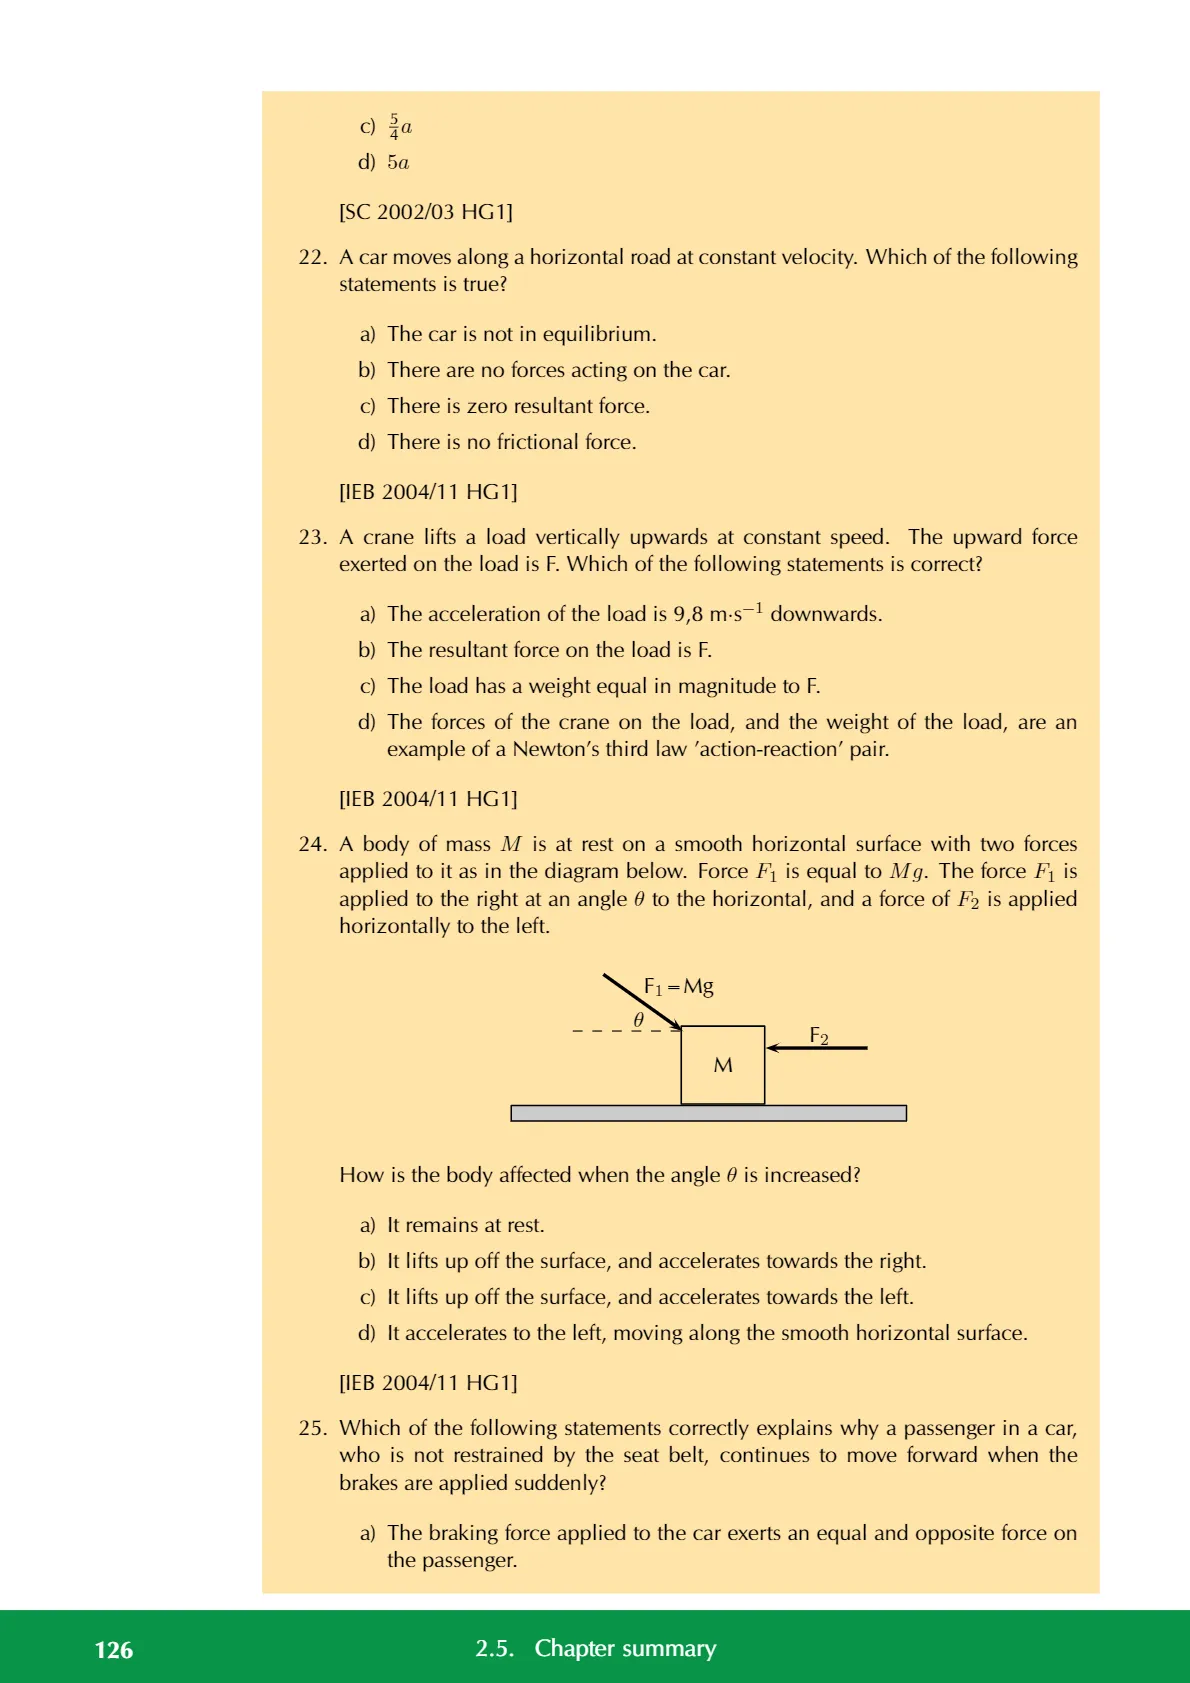 c) 5/4 a
d) 5a
[SC 2002/03 HG1]
22. A car moves along a horizontal road at constant velocity. Which of the following
statements is true?
a) The car is not in equilibrium.
b) There are no forces acting on the car.
c) There is zero resultant force.
d) There is no frictional force.
[IEB 2004/11 HG1]
23. A crane lifts a load vertically upwards at constant speed. The upward force
exerted on the load is F. Which of the following statements is correct?
a) The acceleration of the load is 9,8 m·s⁻¹ downwards.
b) The resultant force on the load is F.
c) The load has a weight equal in magnitude to F.
d) The forces of the crane on the load, and the weight of the load, are an
example of a Newton's third law 'action-reaction' pair.
[IEB 2004/11 HG1]
24. A body of mass M is at rest on a smooth horizontal surface with two forces
applied to it as in the diagram below. Force F₁ is equal to Mg. The force F₁ is
applied to the right at an angle θ to the horizontal, and a force of F₂ is applied
horizontally to the left.
F₁ = Mg
θ
F₂
M
How is the body affected when the angle θ is increased?
a) It remains at rest.
b) It lifts up off the surface, and accelerates towards the right.
c) It lifts up off the surface, and accelerates towards the left.
d) It accelerates to the left, moving along the smooth horizontal surface.
[IEB 2004/11 HG1]
25. Which of the following statements correctly explains why a passenger in a car,
who is not restrained by the seat belt, continues to move forward when the
brakes are applied suddenly?
a) The braking force applied to the car exerts an equal and opposite force on
the passenger.
126 2.5. Chapter summary